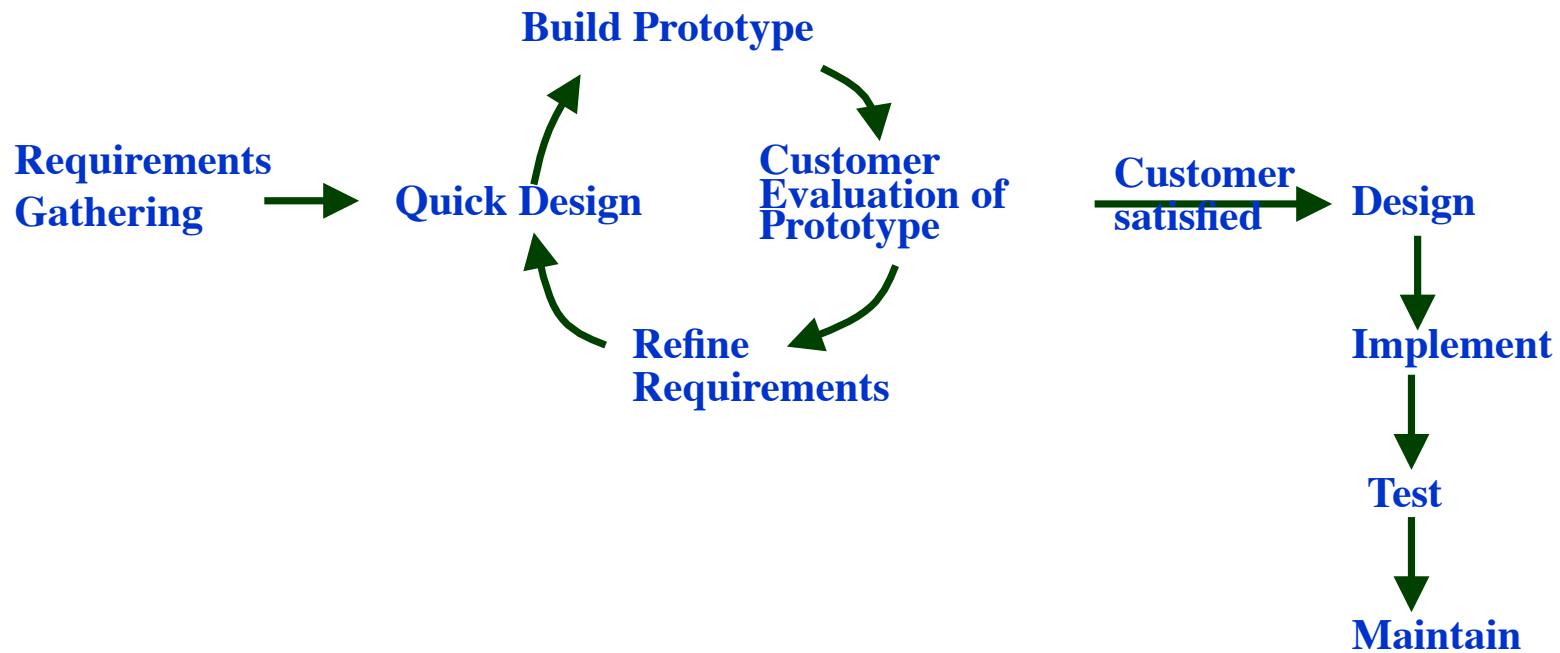 Build Prototype
Requirements
Gathering
Quick Design
Customer
Evaluation of
Prototype
Customer
satisfied
Design
Refine
Requirements
Implement
Test
Maintain